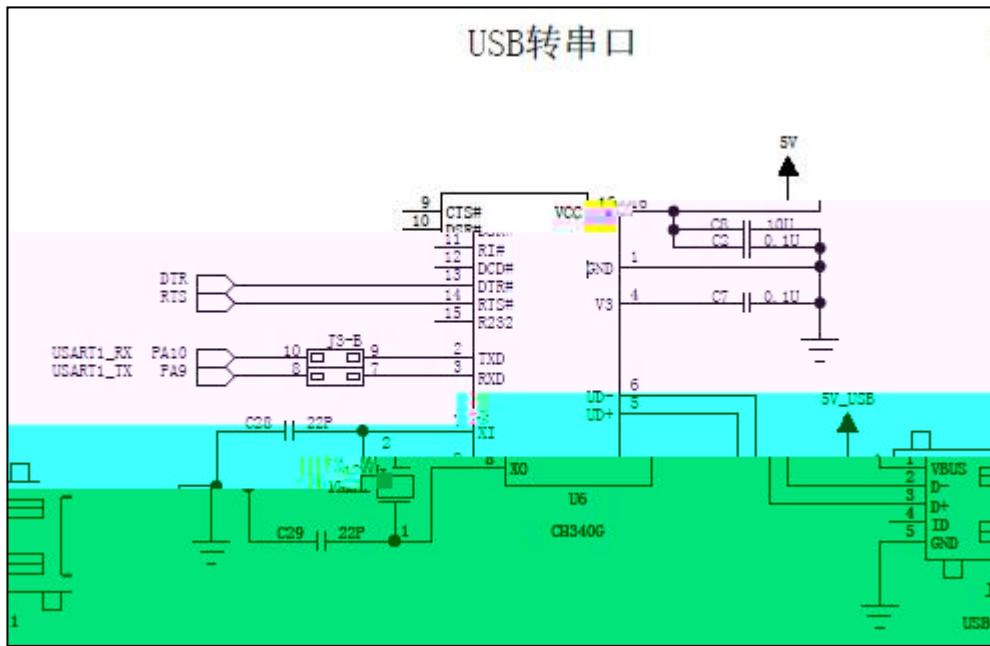 USB转串口
5V
9 CTS# VCC
10 DSR#
C8 10U
11 RI# C2 0.1U
12 DCD# GND 1
DTR 13 DTR#
RTS 14 RTS# V3 4 C7 0.1U
15 R232
J3-B
USART1_RX PA10 10 9 2 TXD
USART1_TX PA9 8 7 3 RXD
UD- 6
UD+ 5
5V_USB
C28 22P XI
2
8 XO
1 VBUS
2 D-
U6 3 D+
C29 22P 1 CH340G 4 ID
5 GND
1 USB